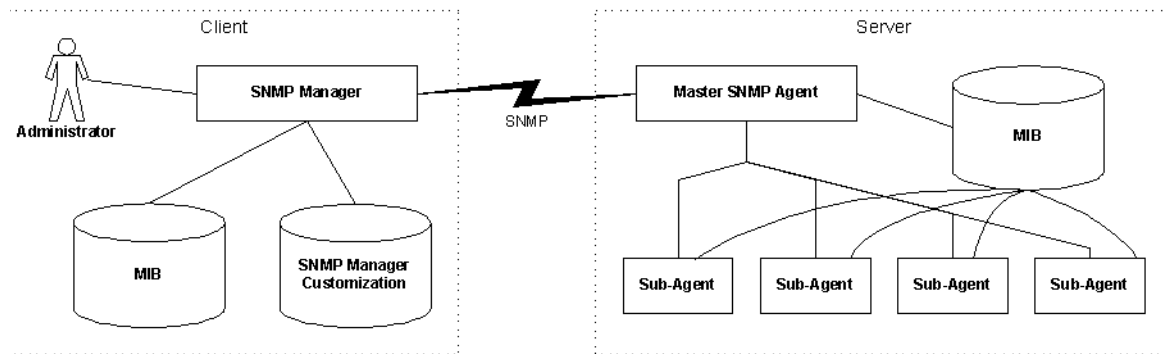 Client
Server
SNMP Manager
Master SNMP Agent
Administrator
SNMP
MIB
MIB
SNMP Manager
Customization
Sub-Agent
Sub-Agent
Sub-Agent
Sub-Agent